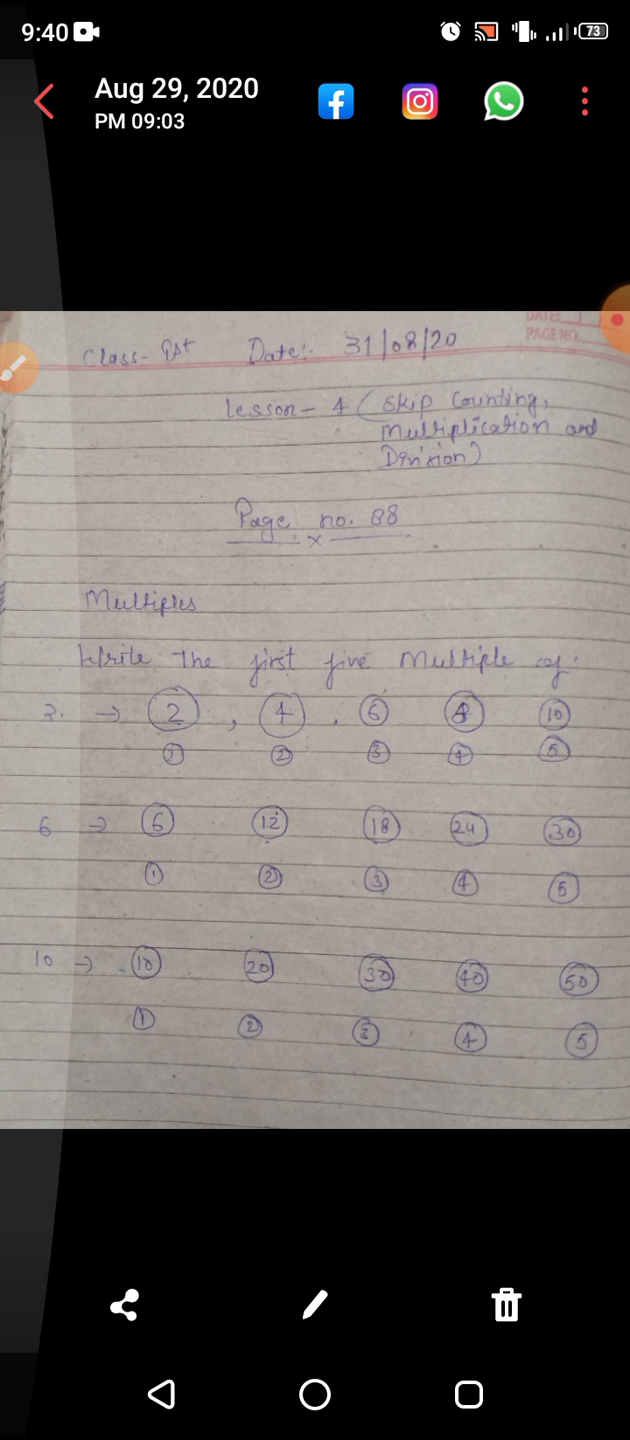 9:40
73
Aug 29, 2020
PM 09:03
DATE:
PAGE NO.
Class- Ist Date:- 31/08/20
Lesson- 4 (Skip Counting,
Multiplication and
Division)
Page no. 88
x
Multiples
Write The first five Multiple of:
2. → 2, 4, 6 8 10
1 2 3 4 5
6 → 6 12 18 24 30
1 2 3 4 5
10 → 10 20 30 40 50
1 2 3 4 5